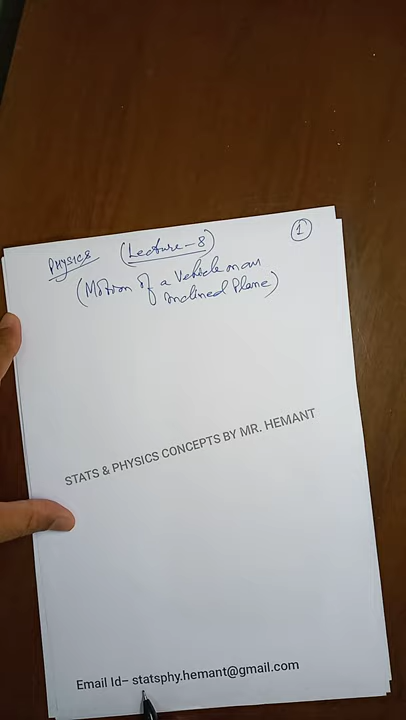 PHYSICS (Lecture-8) 1
(Motion of a Vehicle on an
Inclined Plane)
STATS & PHYSICS CONCEPTS BY MR. HEMANT
Email Id– statsphy.hemant@gmail.com